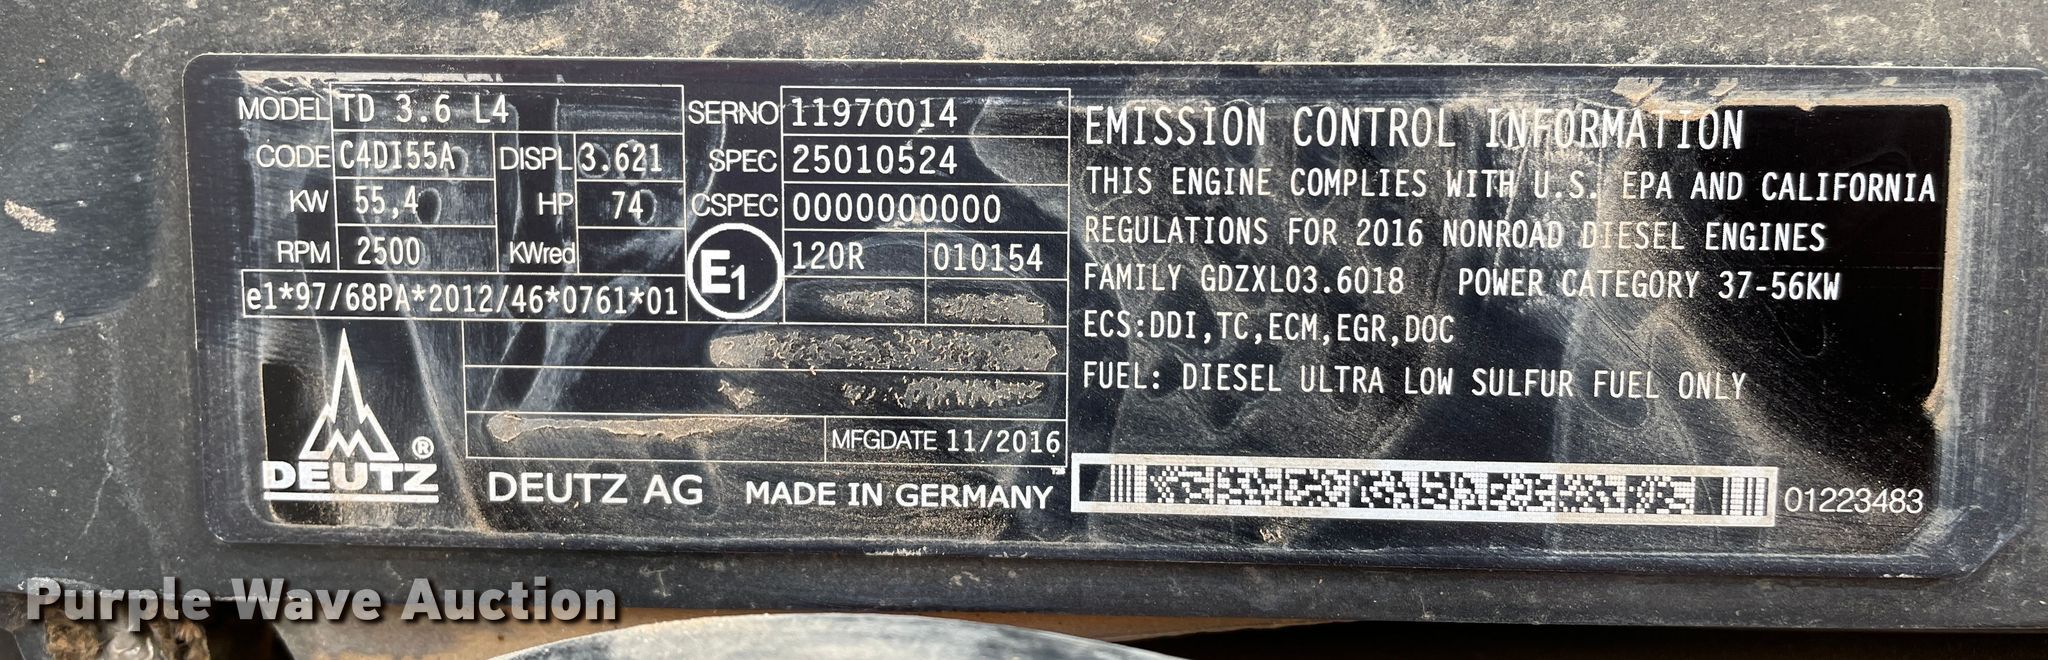 MODEL TD 3.6 L4
CODE C4DI55A DISPL 3.621
KW 55,4 HP 74
RPM 2500 KWred
e1*97/68PA*2012/46*0761*01
SERNO 11970014
SPEC 25010524
CSPEC 0000000000
E1 120R 010154
MFGDATE 11/2016
DEUTZ®
DEUTZ AG MADE IN GERMANY
EMISSION CONTROL INFORMATION
THIS ENGINE COMPLIES WITH U.S. EPA AND CALIFORNIA
REGULATIONS FOR 2016 NONROAD DIESEL ENGINES
FAMILY GDZXL03.6018 POWER CATEGORY 37-56KW
ECS:DDI,TC,ECM,EGR,DOC
FUEL: DIESEL ULTRA LOW SULFUR FUEL ONLY
01223483
Purple Wave Auction